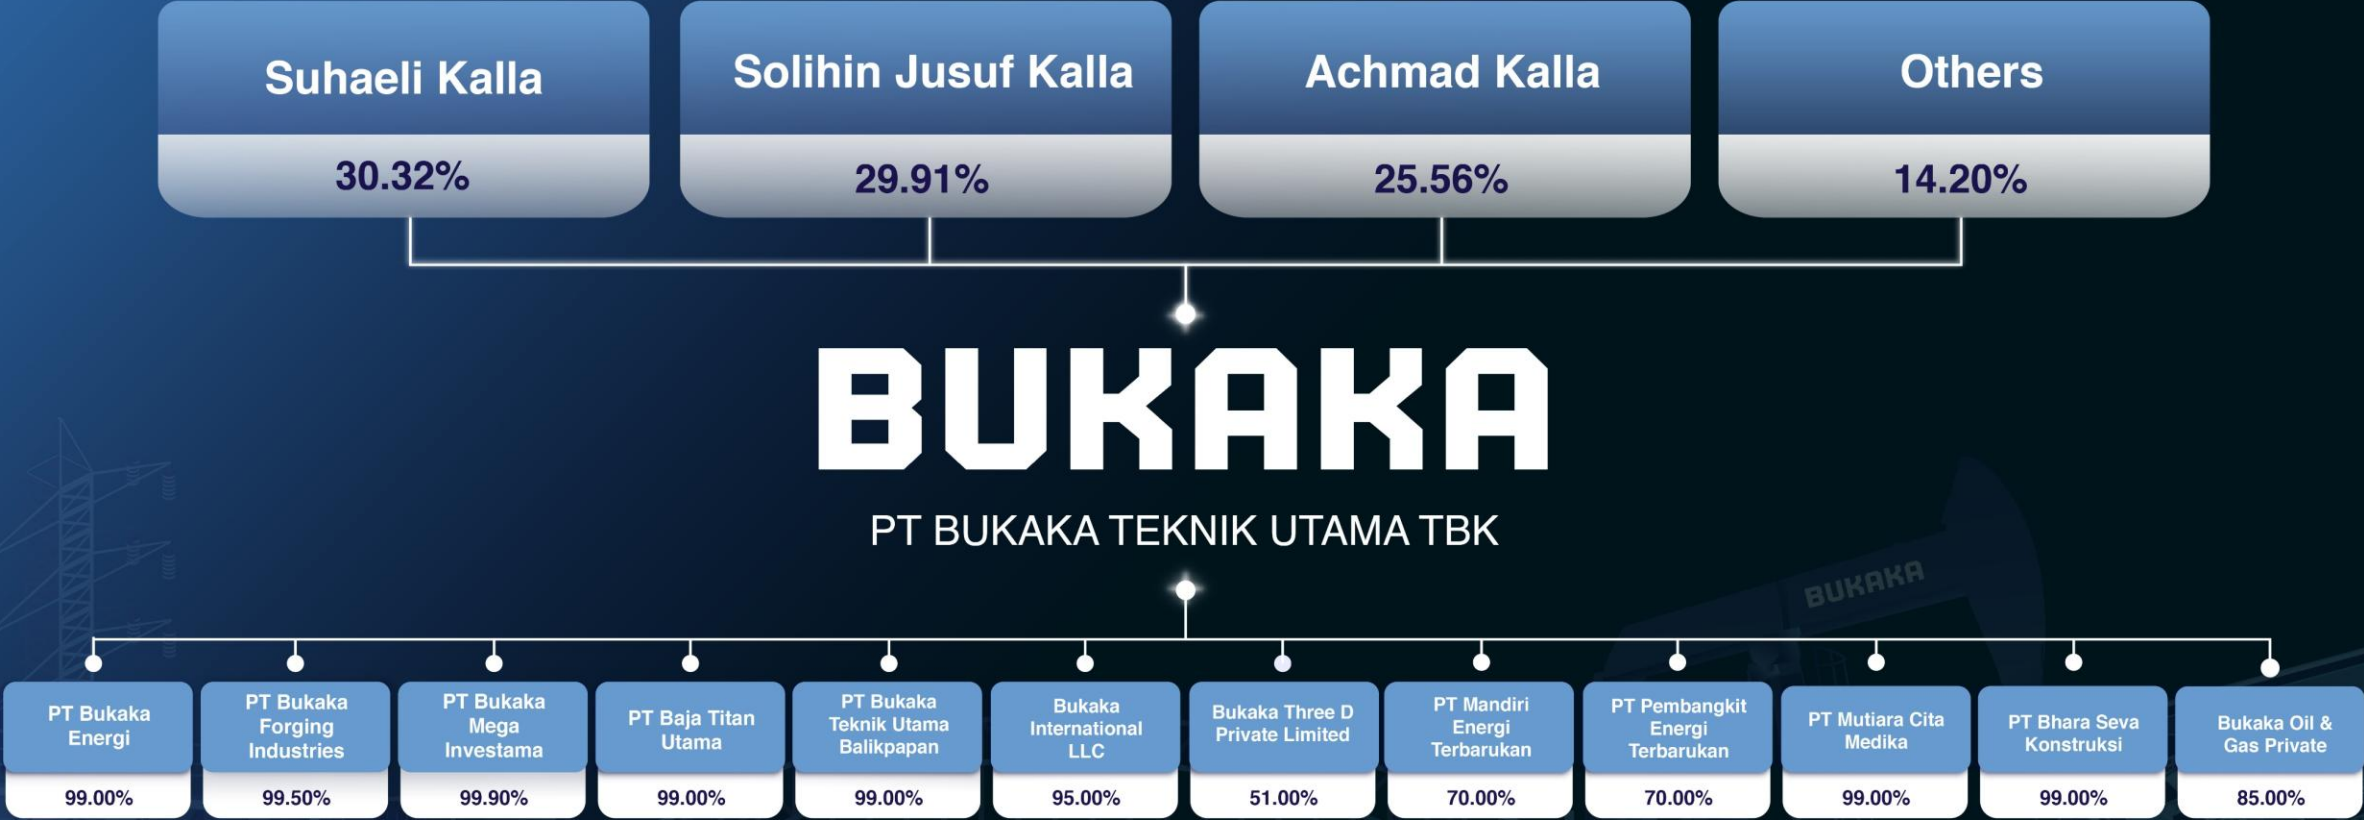 Suhaeli Kalla
30.32%
Solihin Jusuf Kalla
29.91%
Achmad Kalla
25.56%
Others
14.20%
BUKAKA
PT BUKAKA TEKNIK UTAMA TBK
BUKAKA
PT Bukaka
Energi
99.00%
PT Bukaka
Forging
Industries
99.50%
PT Bukaka
Mega
Investama
99.90%
PT Baja Titan
Utama
99.00%
PT Bukaka
Teknik Utama
Balikpapan
99.00%
Bukaka
International
LLC
95.00%
Bukaka Three D
Private Limited
51.00%
PT Mandiri
Energi
Terbarukan
70.00%
PT Pembangkit
Energi
Terbarukan
70.00%
PT Mutiara Cita
Medika
99.00%
PT Bhara Seva
Konstruksi
99.00%
Bukaka Oil &
Gas Private
85.00%